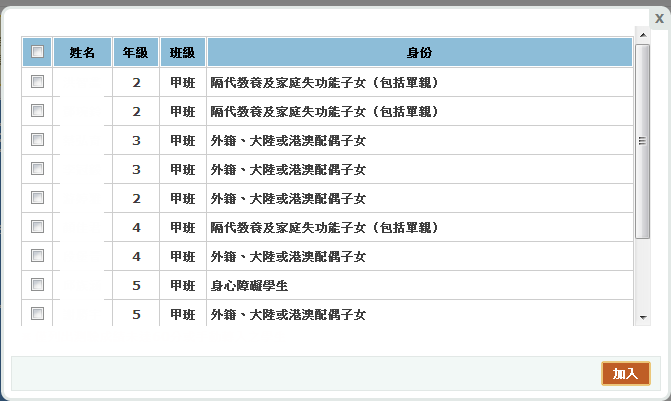 x
姓名 年級 班級 身份
2 甲班 隔代教養及家庭失功能子女（包括單親）
2 甲班 隔代教養及家庭失功能子女（包括單親）
3 甲班 外籍、大陸或港澳配偶子女
3 甲班 外籍、大陸或港澳配偶子女
2 甲班 外籍、大陸或港澳配偶子女
4 甲班 隔代教養及家庭失功能子女（包括單親）
4 甲班 外籍、大陸或港澳配偶子女
5 甲班 身心障礙學生
5 甲班 外籍、大陸或港澳配偶子女
加入